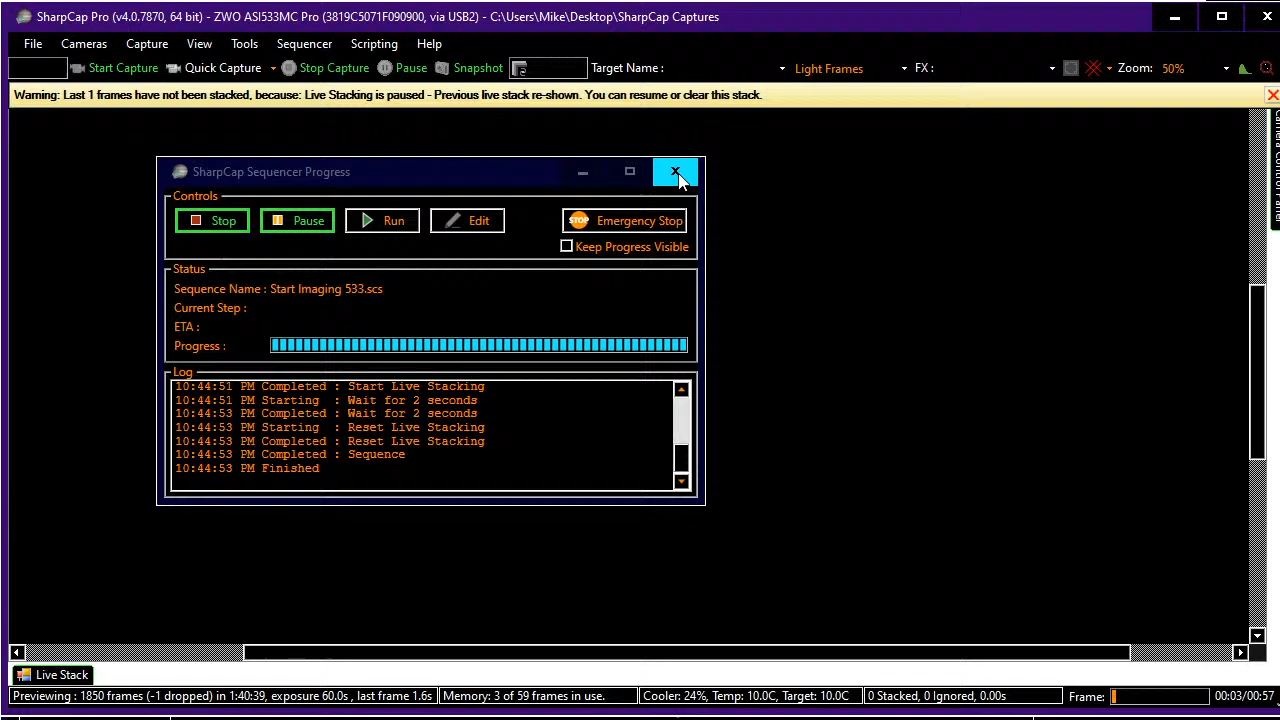 SharpCap Pro (v4.0.7870, 64 bit) - ZWO ASI533MC Pro (3819C5071F090900, via USB2) - C:\Users\Mike\Desktop\SharpCap Captures
File Cameras Capture View Tools Sequencer Scripting Help
Start Capture Quick Capture Stop Capture Pause Snapshot Target Name : Light Frames FX : Zoom: 50%
Warning: Last 1 frames have not been stacked, because: Live Stacking is paused - Previous live stack re-shown. You can resume or clear this stack.
SharpCap Sequencer Progress
Controls
Stop Pause Run Edit STOP Emergency Stop
Keep Progress Visible
Status
Sequence Name : Start Imaging 533.scs
Current Step :
ETA :
Progress :
Log
10:44:51 PM Completed : Start Live Stacking
10:44:51 PM Starting : Wait for 2 seconds
10:44:53 PM Completed : Wait for 2 seconds
10:44:53 PM Starting : Reset Live Stacking
10:44:53 PM Completed : Reset Live Stacking
10:44:53 PM Completed : Sequence
10:44:53 PM Finished
Live Stack
Previewing : 1850 frames (-1 dropped) in 1:40:39, exposure 60.0s , last frame 1.6s Memory: 3 of 59 frames in use. Cooler: 24%, Temp: 10.0C, Target: 10.0C 0 Stacked, 0 Ignored, 0.00s Frame: 00:03/00:57